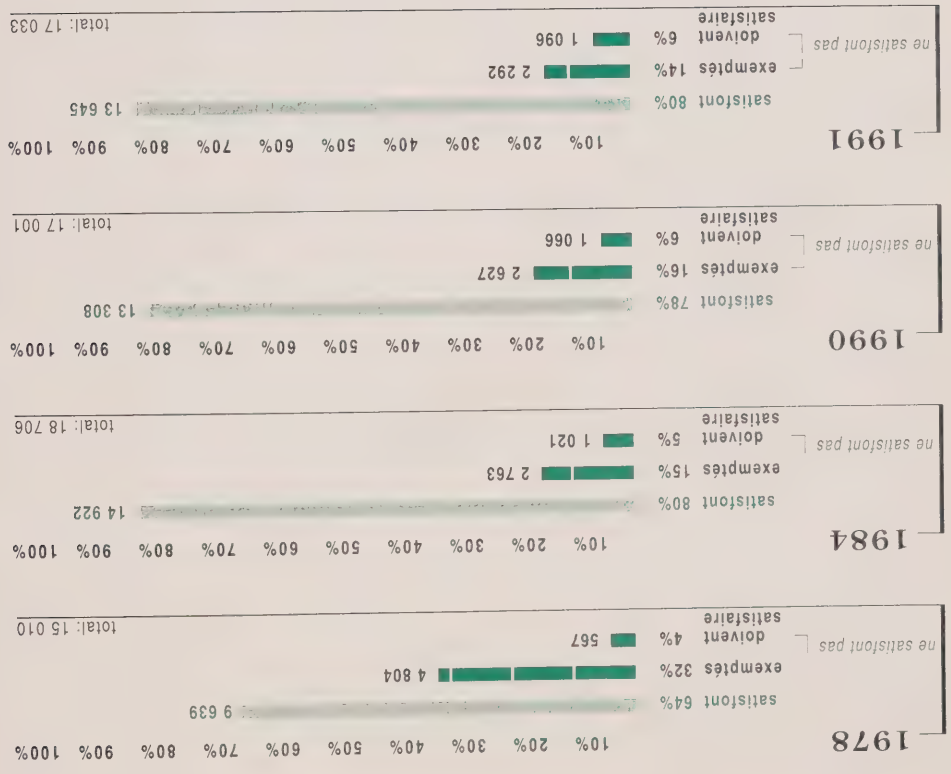 1978 10% 20% 30% 40% 50% 60% 70% 80% 90% 100%
satisfont 64% 9 639
exemptés 32% 4 804
ne satisfont pas doivent 4% 567
satisfaire
total: 15 010
1984 10% 20% 30% 40% 50% 60% 70% 80% 90% 100%
satisfont 80% 14 922
exemptés 15% 2 763
ne satisfont pas doivent 5% 1 021
satisfaire
total: 18 706
1990 10% 20% 30% 40% 50% 60% 70% 80% 90% 100%
satisfont 78% 13 308
exemptés 16% 2 627
ne satisfont pas doivent 6% 1 066
satisfaire
total: 17 001
1991 10% 20% 30% 40% 50% 60% 70% 80% 90% 100%
satisfont 80% 13 645
exemptés 14% 2 292
ne satisfont pas doivent 6% 1 096
satisfaire
total: 17 033